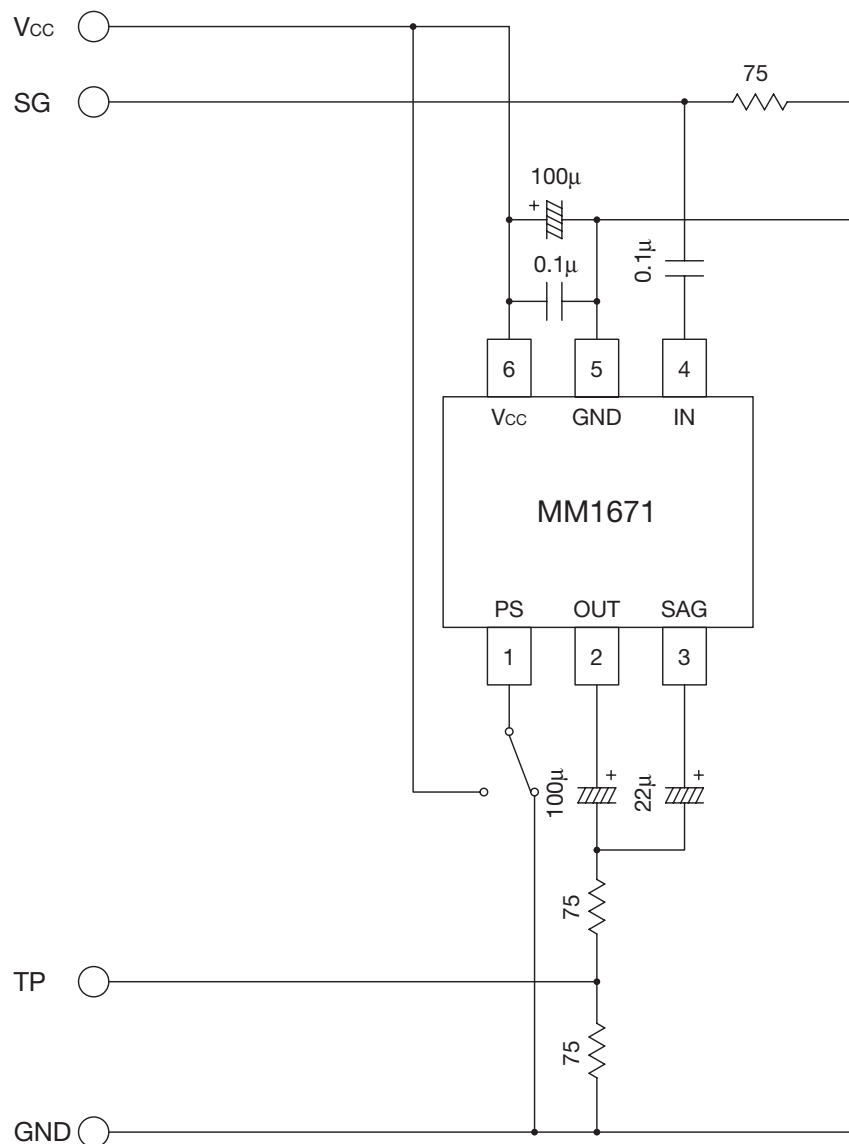 Vcc
SG
75
100μ
+
0.1μ
0.1μ
6 5 4
Vcc GND IN
MM1671
PS OUT SAG
1 2 3
100μ
+
22μ
+
75
TP
75
GND